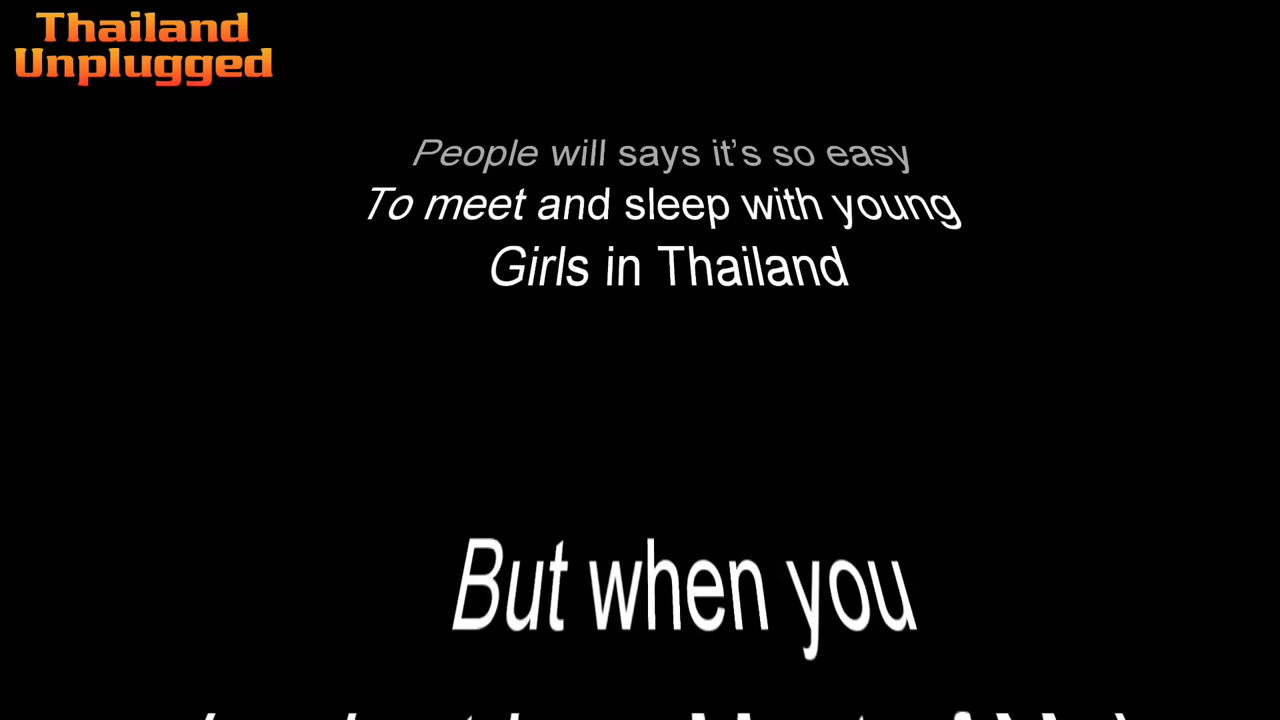 Thailand
Unplugged
People will says it's so easy
To meet and sleep with young
Girls in Thailand
But when you